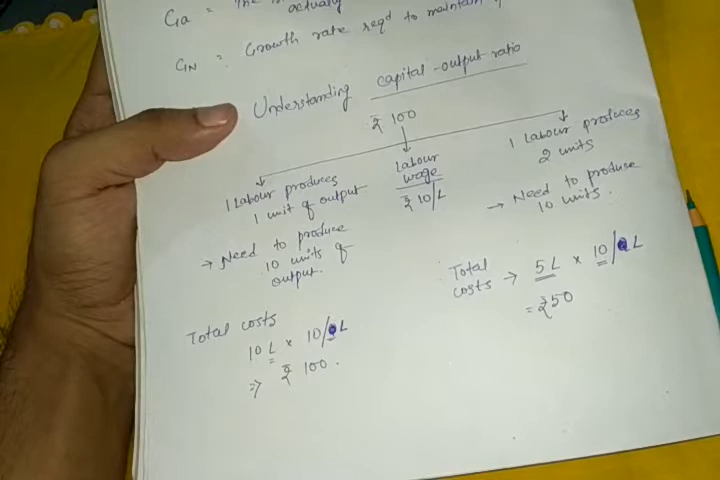 Ga = The
actually
GN : Growth rate reqd to maintain
Understanding capital-output ratio
₹ 100
1 Labour produces
1 unit of output
→ Need to produce
10 units of
output.
Labour
wage
₹ 10/L
1 Labour produces
2 units
→ Need to produce
10 units.
Total costs
10 L × 10/L
=> ₹ 100.
Total
costs → 5L × 10/L
= ₹50